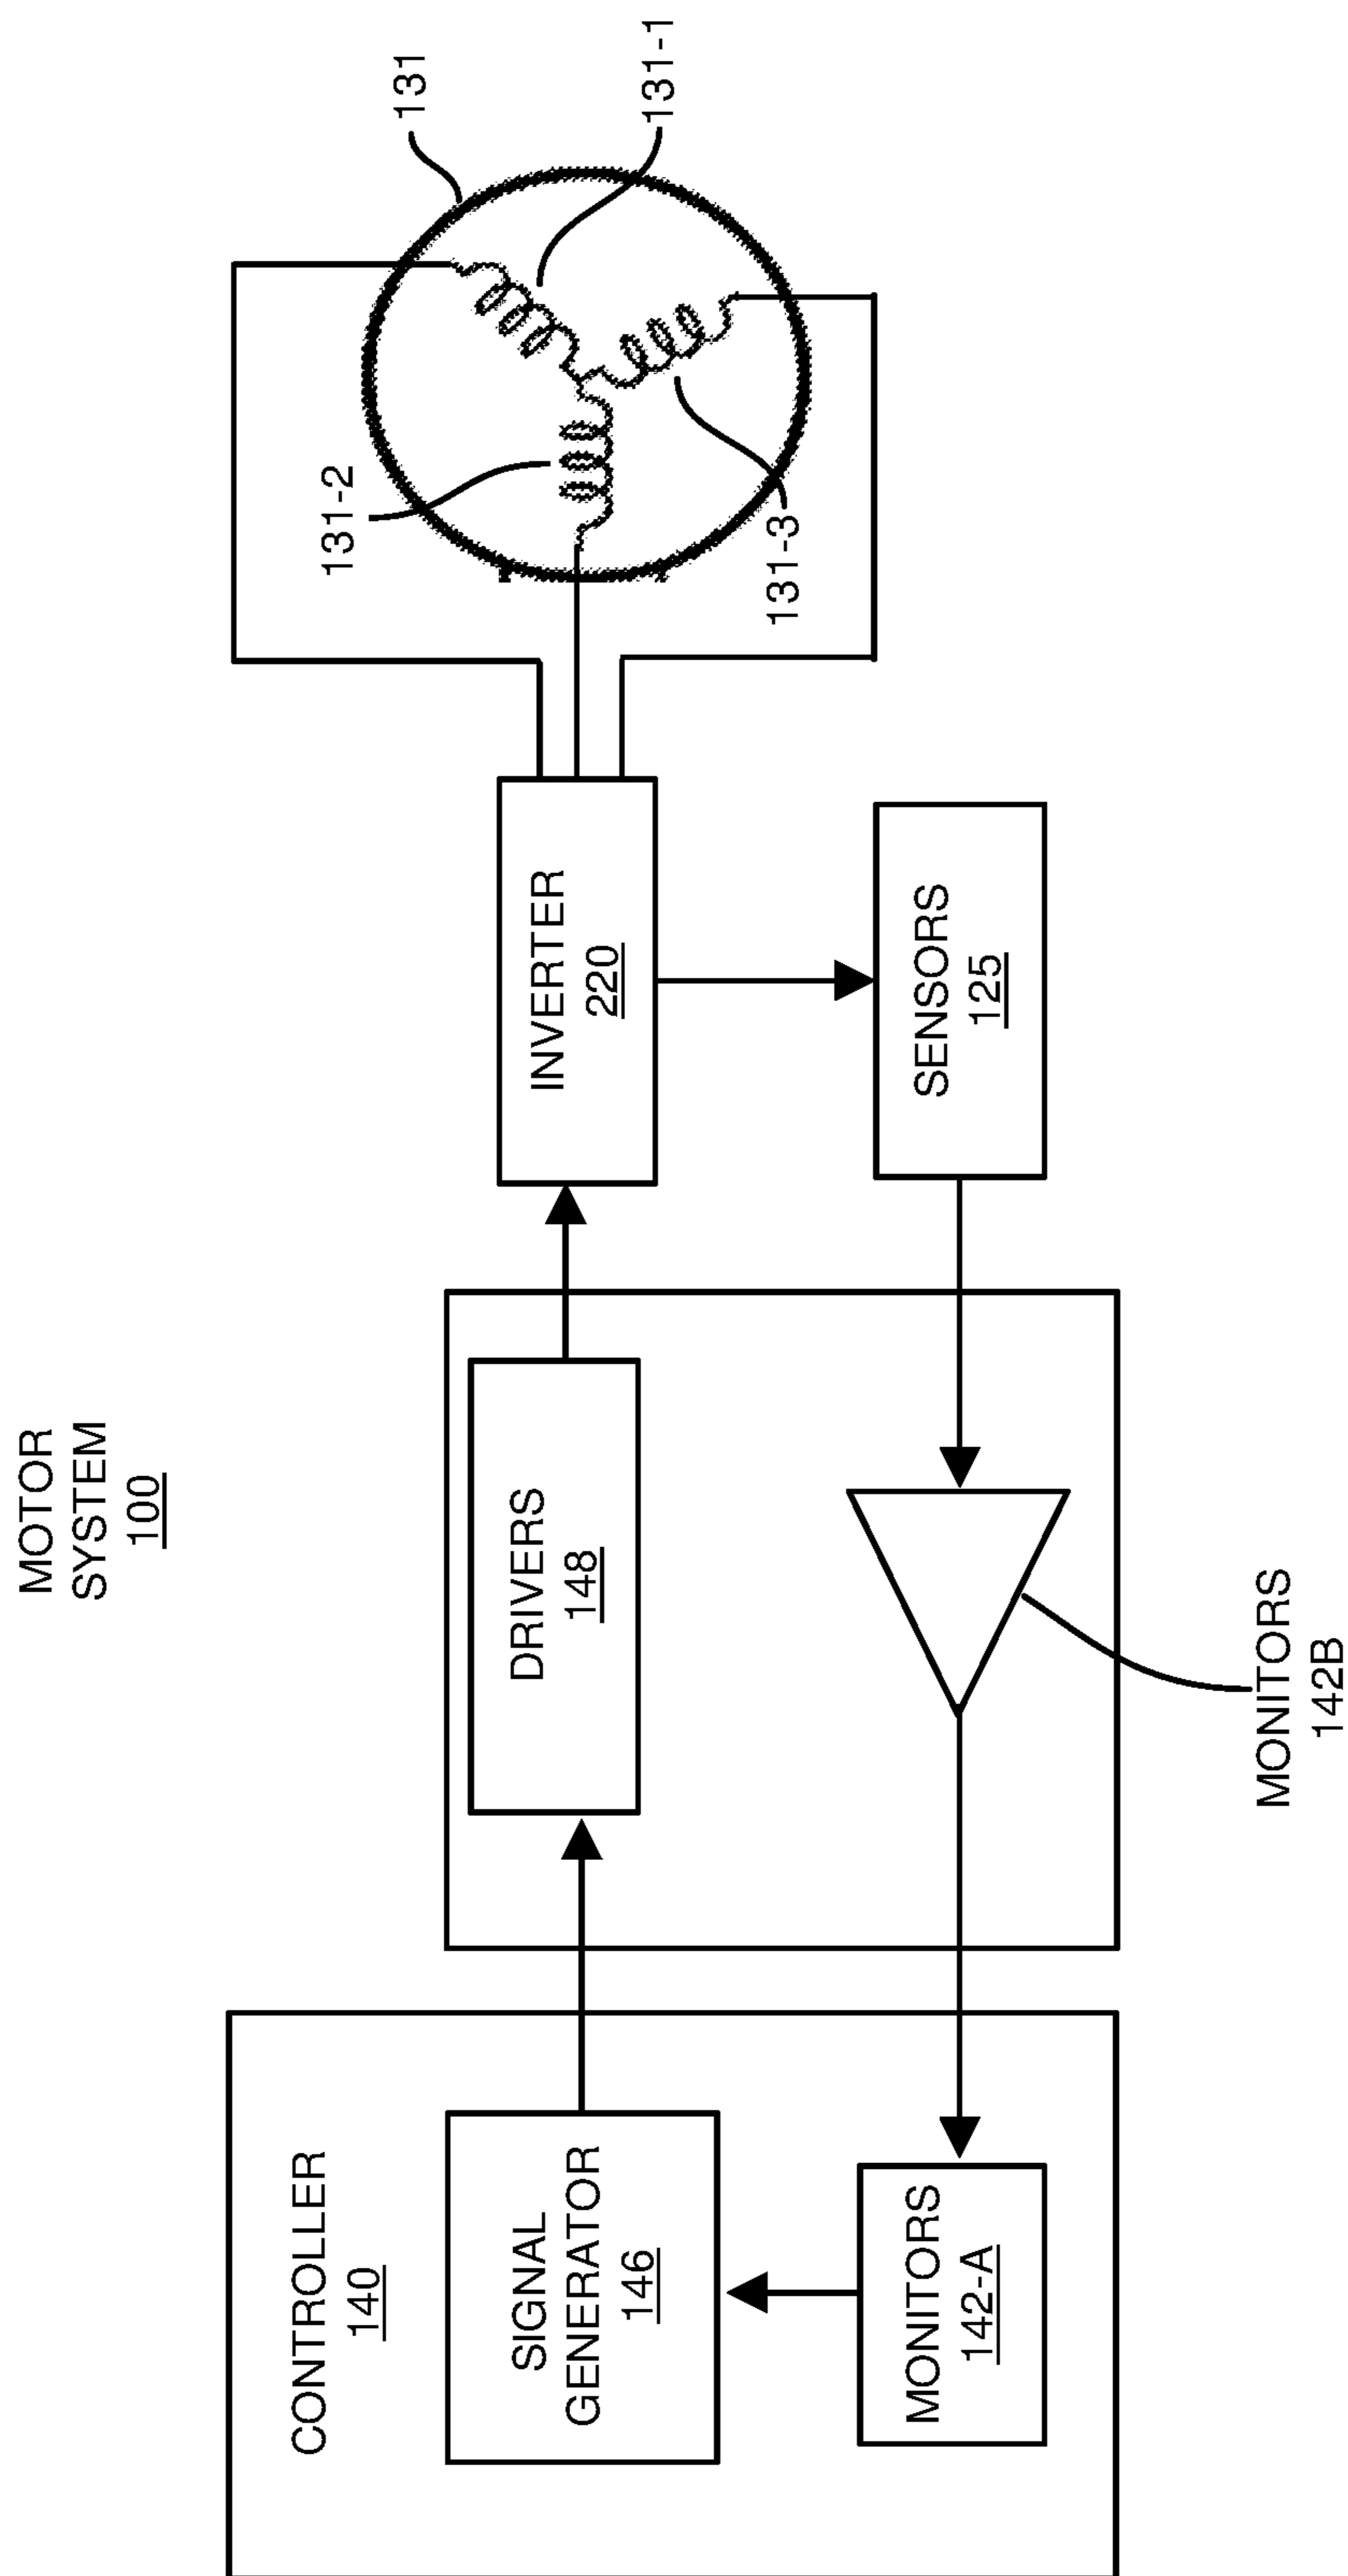 MOTOR
SYSTEM
100
CONTROLLER
140
SIGNAL
GENERATOR
146
MONITORS
142-A
DRIVERS
148
MONITORS
142B
INVERTER
220
SENSORS
125
131-2
131
131-1
131-3